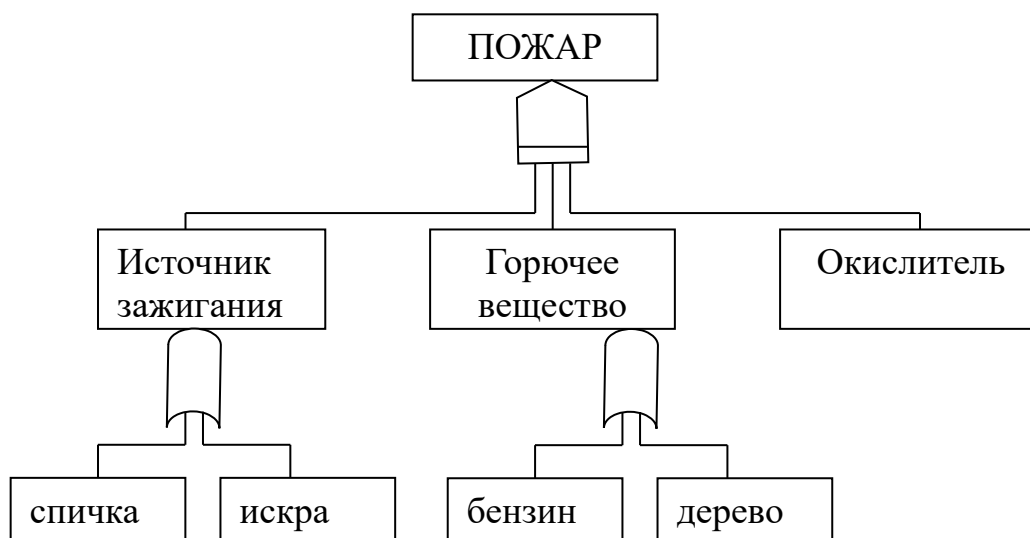 ПОЖАР
Источник
зажигания
Горючее
вещество
Окислитель
спичка
искра
бензин
дерево